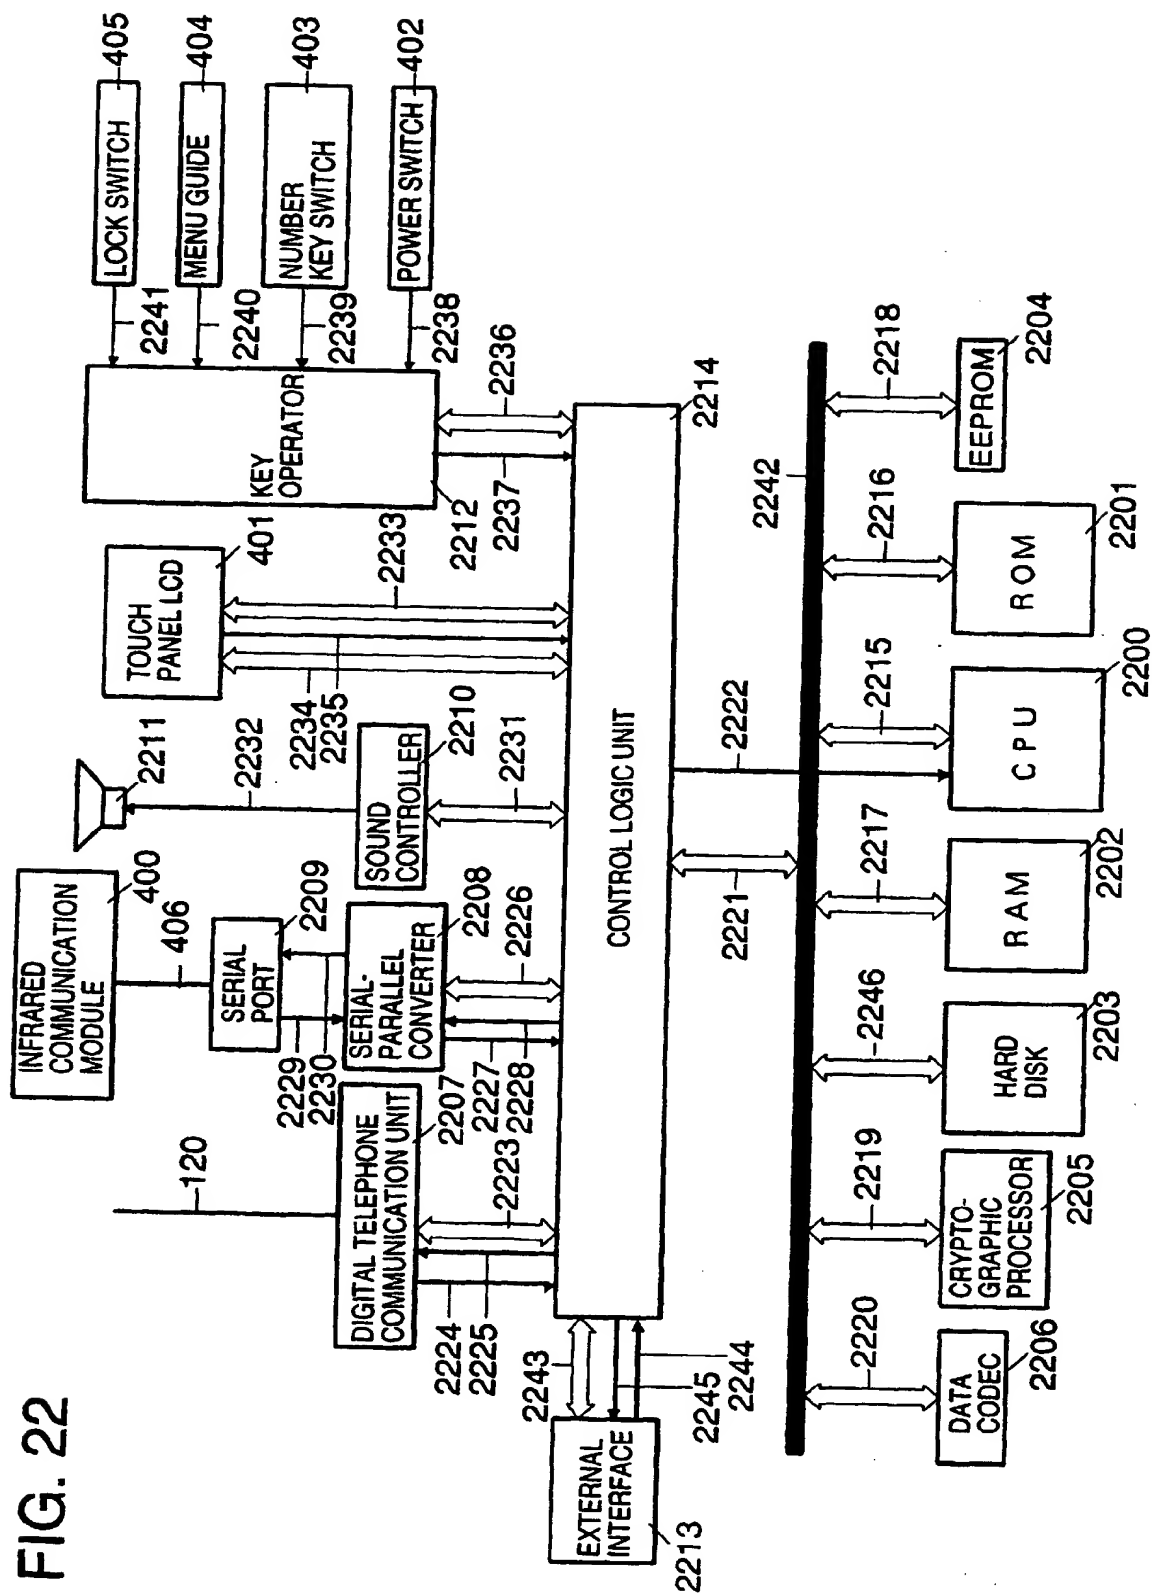 FIG. 22
INFRARED
COMMUNICATION
MODULE
400
406
120
SERIAL
PORT
2209
2229
2230
SERIAL-
PARALLEL
CONVERTER
2208
DIGITAL TELEPHONE
COMMUNICATION UNIT
2207
2224
2225
2223
2227
2228
2226
2211
2232
SOUND
CONTROLLER
2210
2231
TOUCH
PANEL LCD
401
2234
2235
2233
KEY
OPERATOR
2212
2237
2236
LOCK SWITCH
405
2241
MENU GUIDE
404
2240
NUMBER
KEY SWITCH
403
2239
POWER SWITCH
402
2238
EXTERNAL
INTERFACE
2213
2243
2245
2244
CONTROL LOGIC UNIT
2214
2221
2222
2242
2220
2219
2246
2217
2215
2216
2218
DATA
CODEC
2206
CRYPTO-
GRAPHIC
PROCESSOR
2205
HARD
DISK
2203
RAM
2202
CPU
2200
ROM
2201
EEPROM
2204